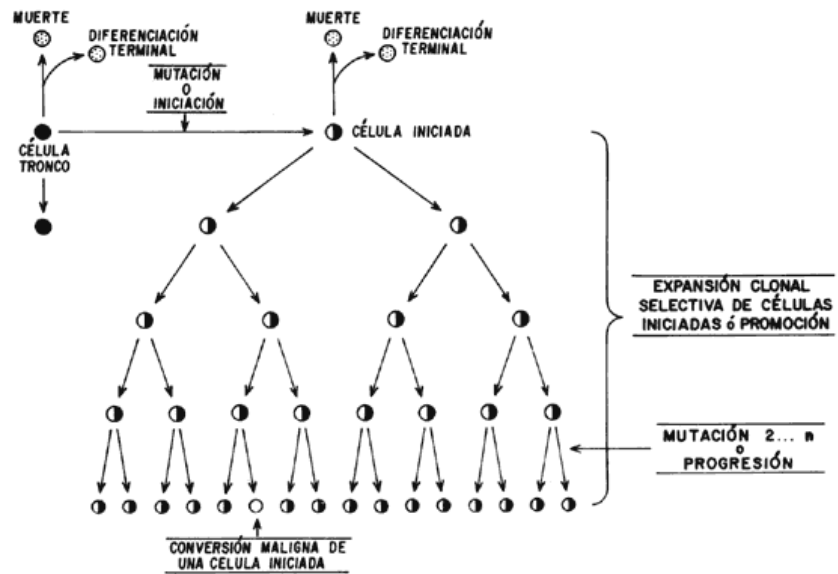 MUERTE
DIFERENCIACIÓN
TERMINAL
MUTACIÓN
O
INICIACIÓN
CÉLULA
TRONCO
MUERTE
DIFERENCIACIÓN
TERMINAL
CÉLULA INICIADA
EXPANSIÓN CLONAL
SELECTIVA DE CÉLULAS
INICIADAS ó PROMOCIÓN
MUTACIÓN 2... n
o
PROGRESIÓN
CONVERSIÓN MALIGNA DE
UNA CÉLULA INICIADA